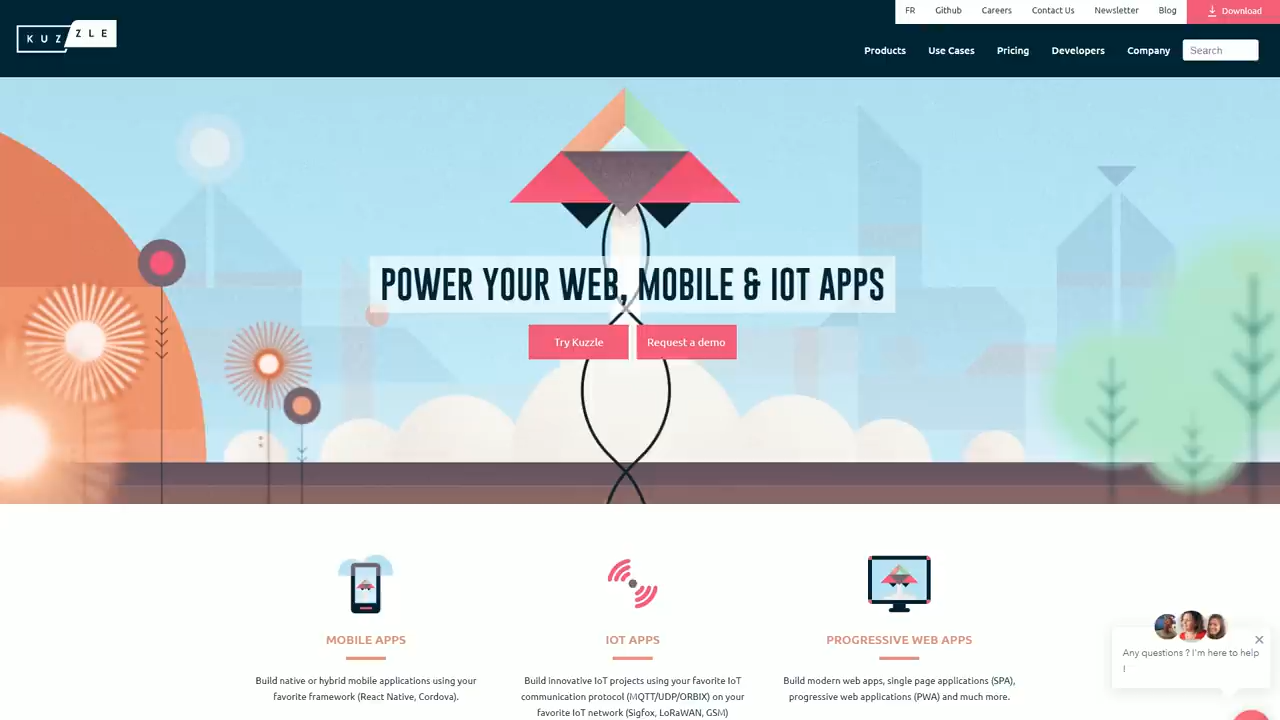 FR Github Careers Contact Us Newsletter Blog Download
KUZZLE
Products Use Cases Pricing Developers Company Search
POWER YOUR WEB, MOBILE & IOT APPS
Try Kuzzle Request a demo
MOBILE APPS
Build native or hybrid mobile applications using your
favorite framework (React Native, Cordova).
IOT APPS
Build innovative IoT projects using your favorite IoT
communication protocol (MQTT/UDP/ORBIX) on your
favorite IoT network (Sigfox, LoRaWAN, GSM)
PROGRESSIVE WEB APPS
Build modern web apps, single page applications (SPA),
progressive web applications (PWA) and much more.
Any questions ? I'm here to help
!